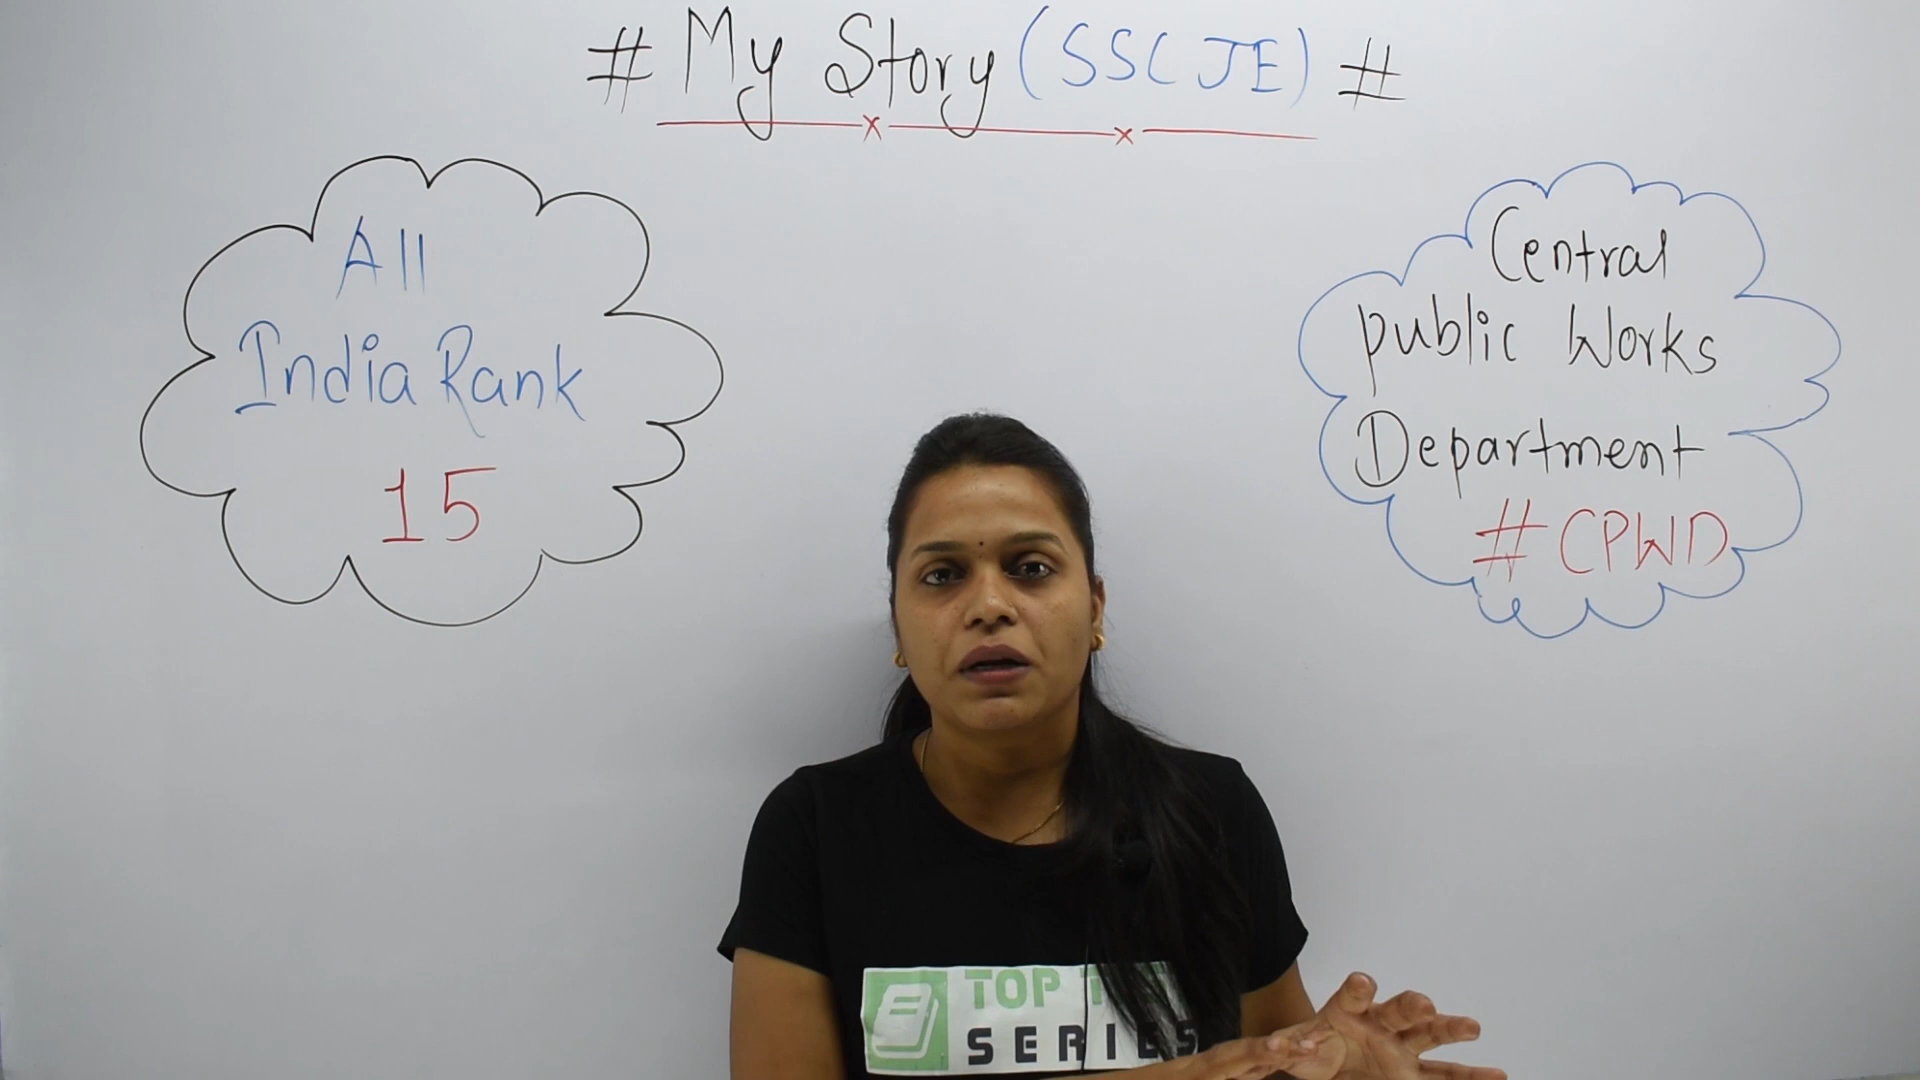 # My Story (SSC JE) #
All
India Rank
15
Central
public Works
Department
#CPWD
TOP
SERIES